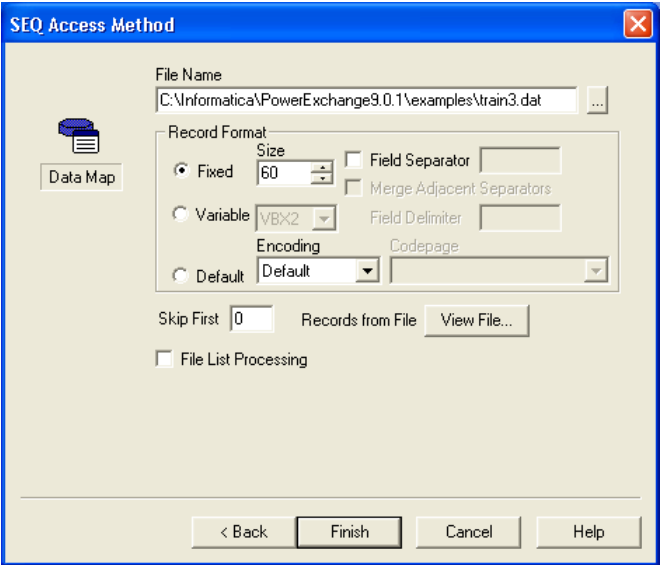 SEQ Access Method
File Name
C:\Informatica\PowerExchange9.0.1\examples\train3.dat ...
Data Map
Record Format
Size
Fixed 60 Field Separator
Merge Adjacent Separators
Variable VBX2 Field Delimiter
Encoding Codepage
Default Default
Skip First 0 Records from File View File...
File List Processing
< Back Finish Cancel Help